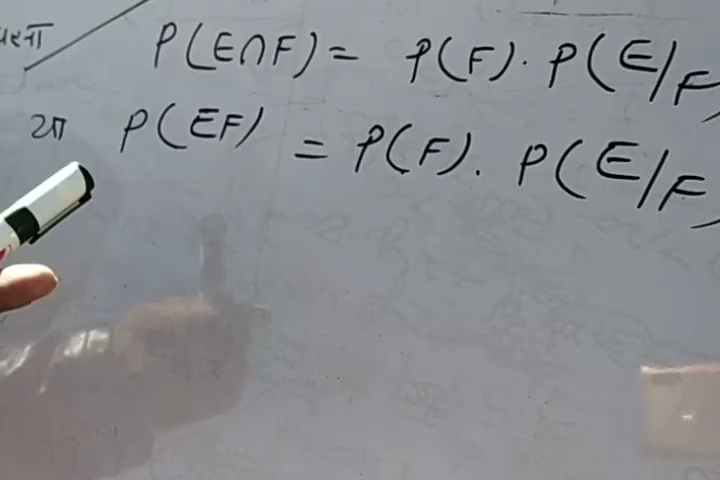 P(E∩F) = P(F). P(E/F)
या P(EF) = P(F). P(E/F)